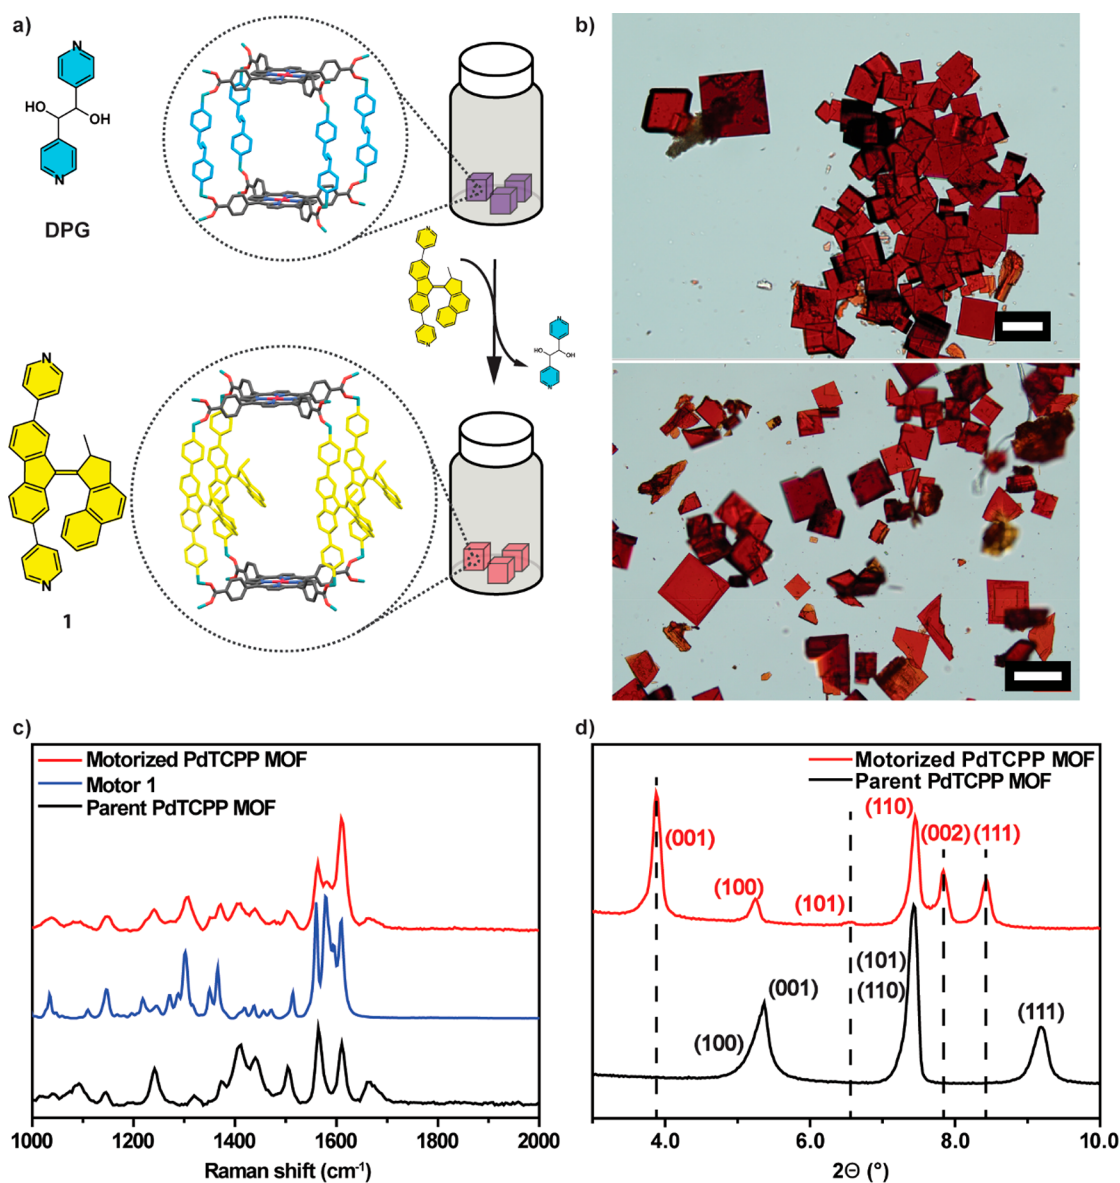 a)
N
HO
OH
N
DPG
N
N
HO
OH
N
N
N
N
1
b)
c)
Motorized PdTCPP MOF
Motor 1
Parent PdTCPP MOF
1000 1200 1400 1600 1800 2000
Raman shift (cm-1)
d)
Motorized PdTCPP MOF
Parent PdTCPP MOF
(001)
(100)
(101)
(110)
(002)
(111)
(001)
(100)
(101)
(110)
(111)
4.0 6.0 8.0 10.0
2Θ (°)